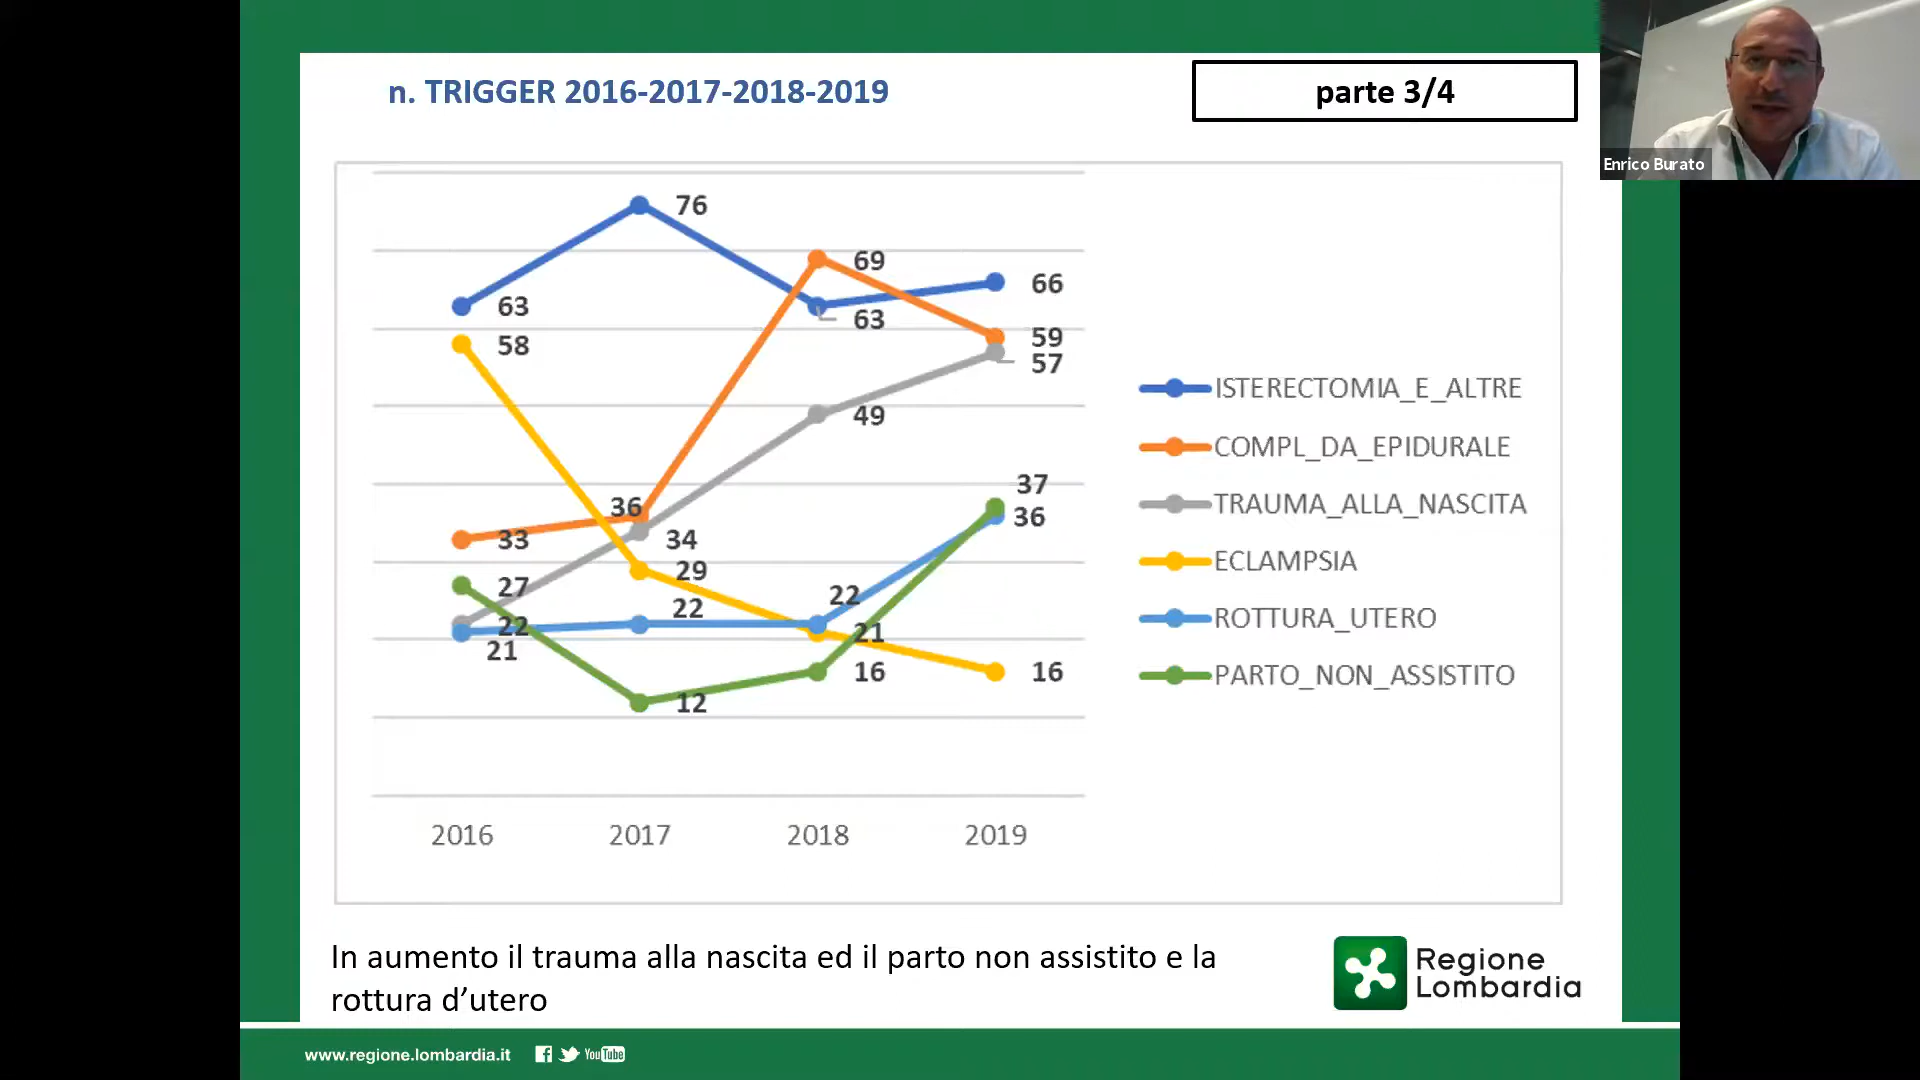 n. TRIGGER 2016-2017-2018-2019
parte 3/4
Enrico Burato
76
69
66
63
63
59
58
57
49
37
36
36
33
34
29
27
22
22
22
21
21
16
16
12
ISTERECTOMIA_E_ALTRE
COMPL_DA_EPIDURALE
TRAUMA_ALLA_NASCITA
ECLAMPSIA
ROTTURA_UTERO
PARTO_NON_ASSISTITO
2016 2017 2018 2019
In aumento il trauma alla nascita ed il parto non assistito e la
rottura d’utero
Regione
Lombardia
www.regione.lombardia.it
YouTube